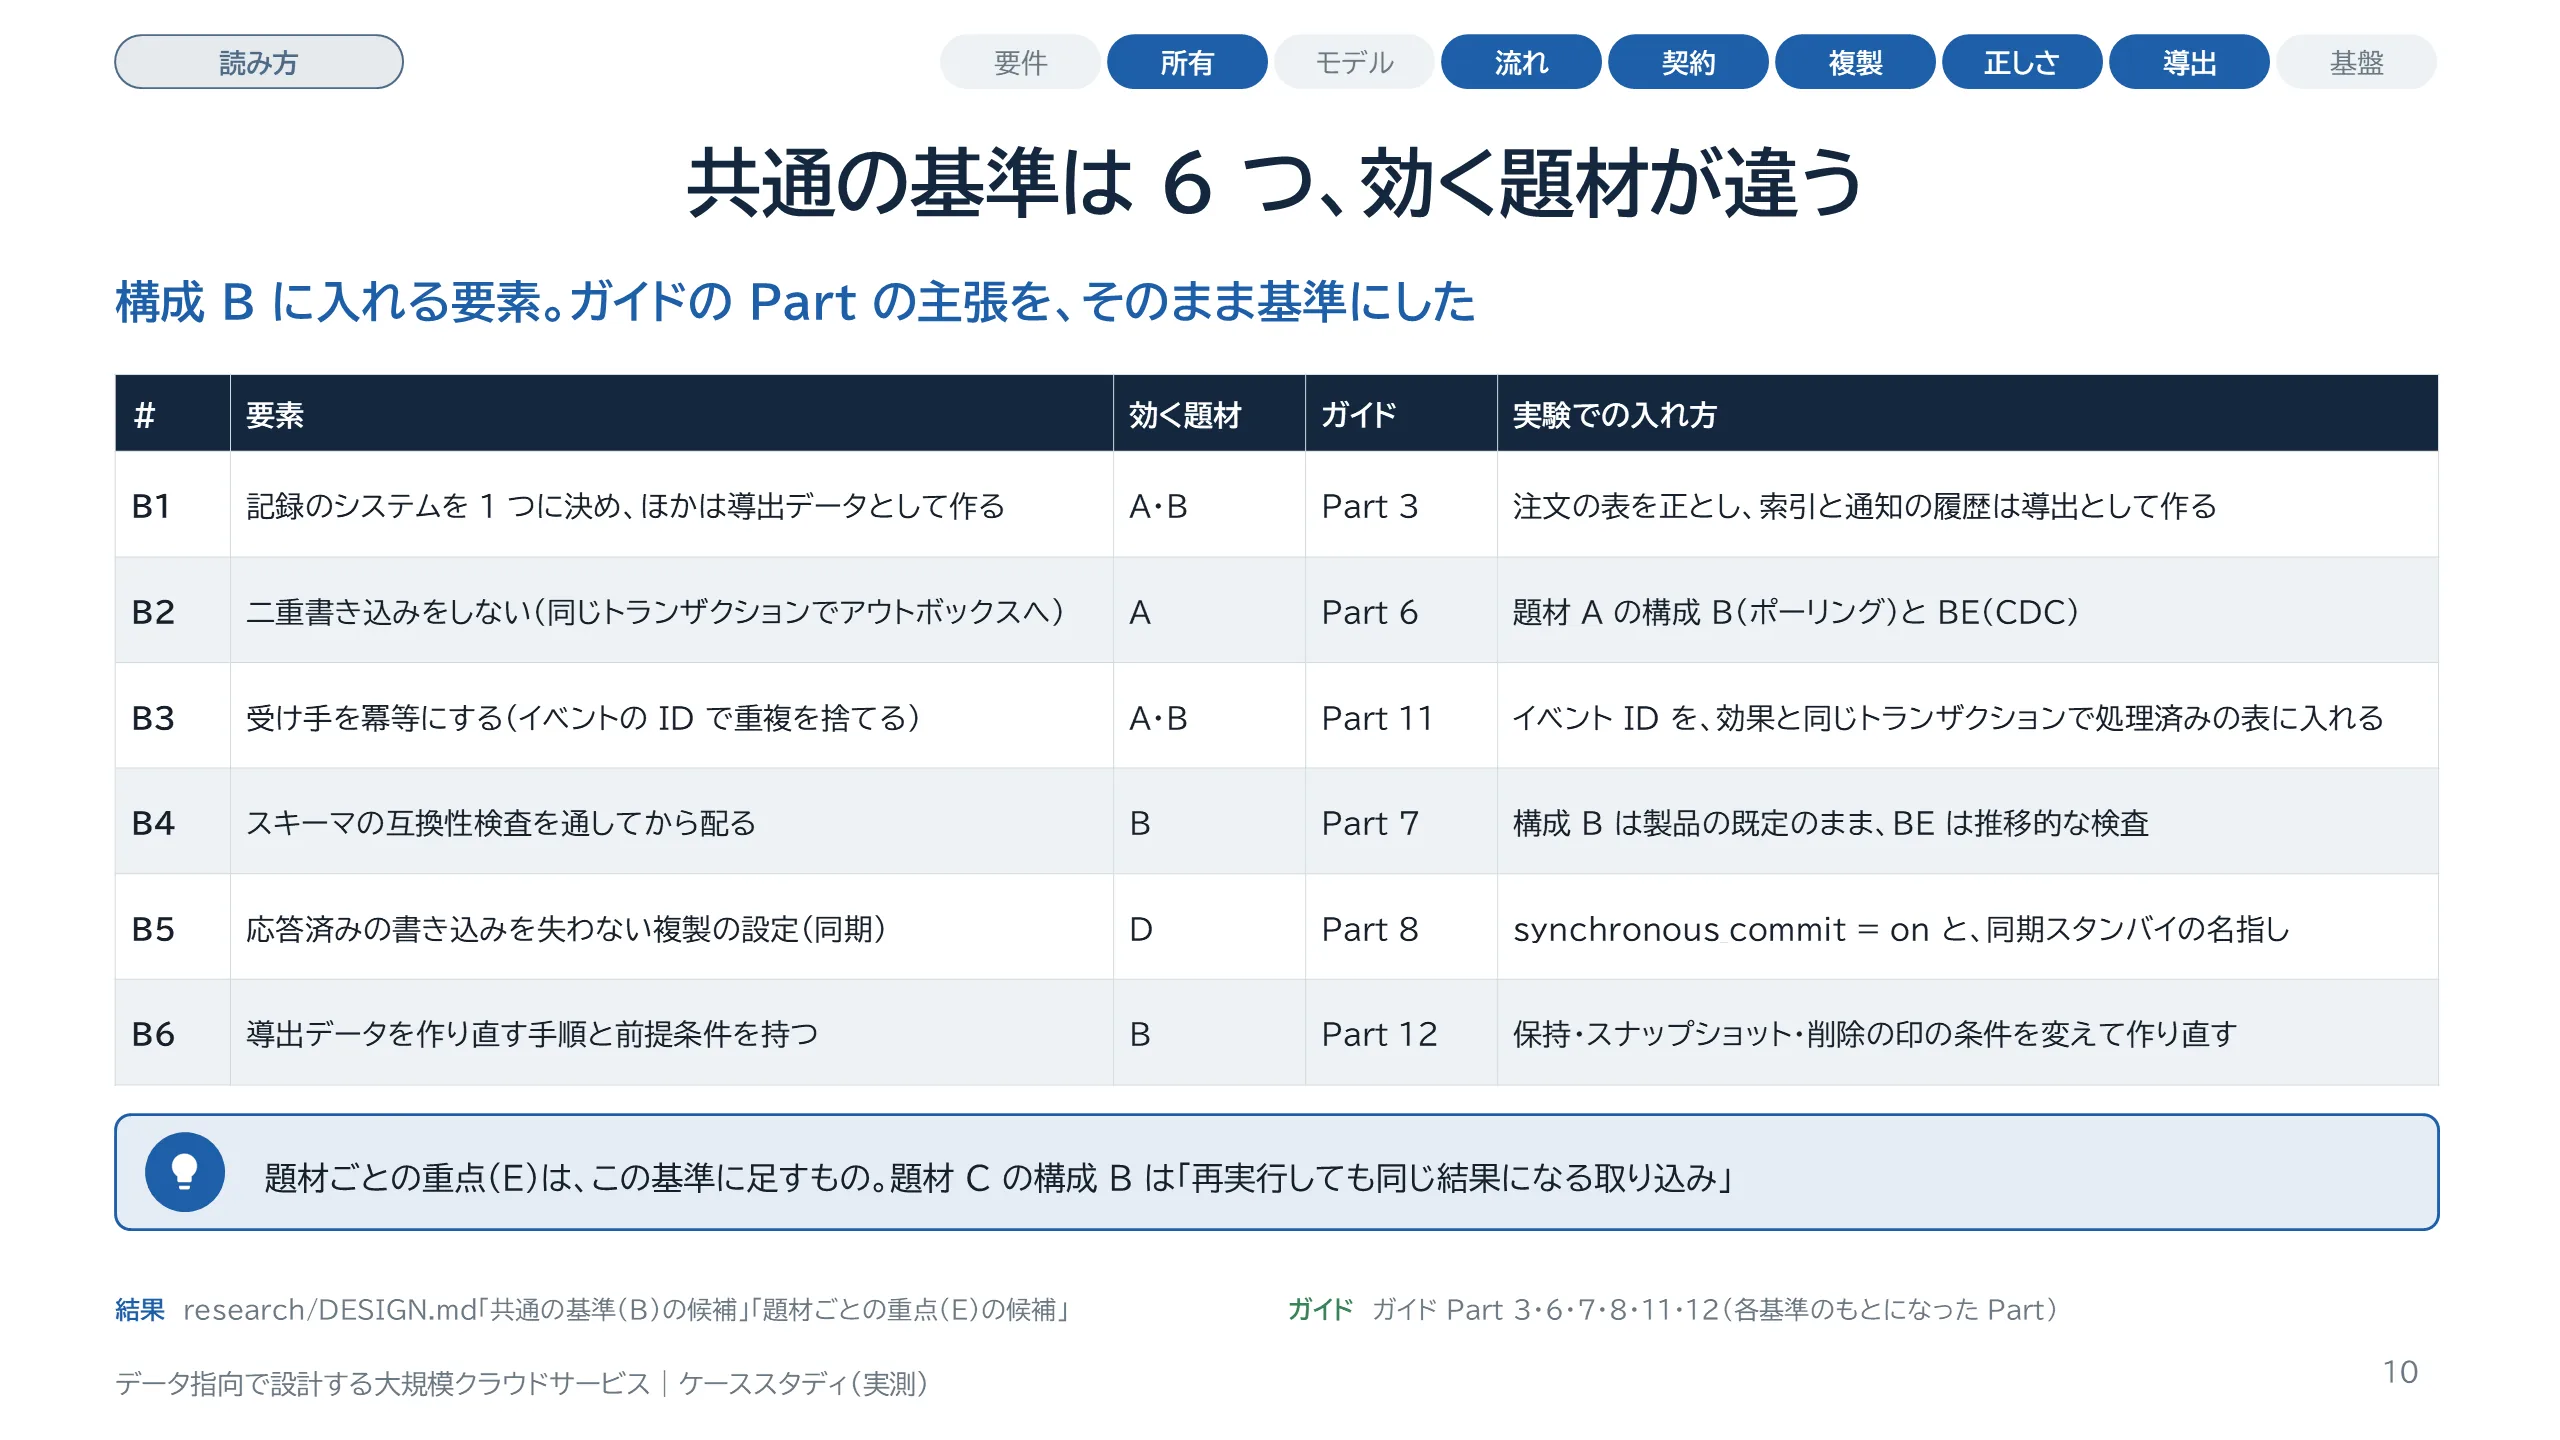 読み方
要件 所有 モデル 流れ 契約 複製 正しさ 導出 基盤
共通の基準は 6 つ、効く題材が違う
構成 B に入れる要素。ガイドの Part の主張を、そのまま基準にした
# 要素 効く題材 ガイド 実験での入れ方
B1 記録のシステムを 1 つに決め、ほかは導出データとして作る A・B Part 3 注文の表を正とし、索引と通知の履歴は導出として作る
B2 二重書き込みをしない（同じトランザクションでアウトボックスへ） A Part 6 題材 A の構成 B（ポーリング）と BE（CDC）
B3 受け手を冪等にする（イベントの ID で重複を捨てる） A・B Part 11 イベント ID を、効果と同じトランザクションで処理済みの表に入れる
B4 スキーマの互換性検査を通してから配る B Part 7 構成 B は製品の既定のまま、BE は推移的な検査
B5 応答済みの書き込みを失わない複製の設定（同期） D Part 8 synchronous_commit = on と、同期スタンバイの名指し
B6 導出データを作り直す手順と前提条件を持つ B Part 12 保持・スナップショット・削除の印の条件を変えて作り直す
題材ごとの重点（E）は、この基準に足すもの。題材 C の構成 B は「再実行しても同じ結果になる取り込み」
結果 research/DESIGN.md「共通の基準（B）の候補」「題材ごとの重点（E）の候補」
ガイド ガイド Part 3・6・7・8・11・12（各基準のもとになった Part）
データ指向で設計する大規模クラウドサービス｜ケーススタディ（実測）
10